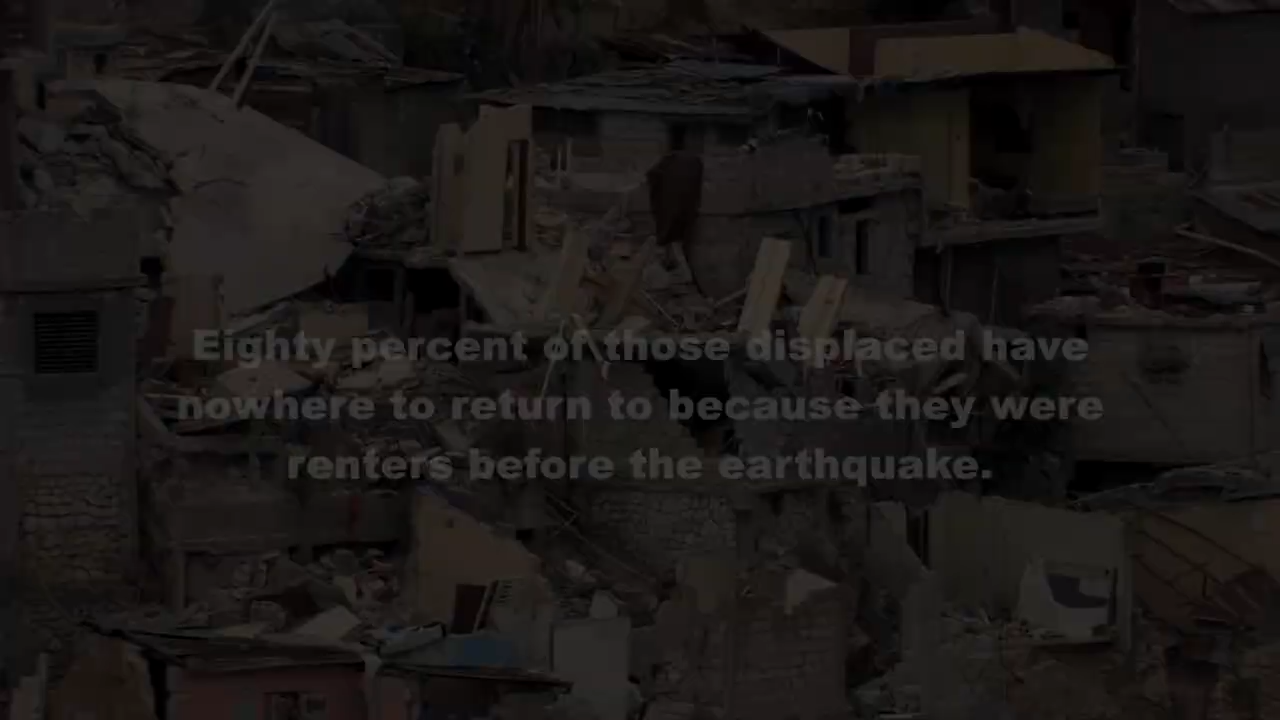 Eighty percent of those displaced have
nowhere to return to because they were
renters before the earthquake.